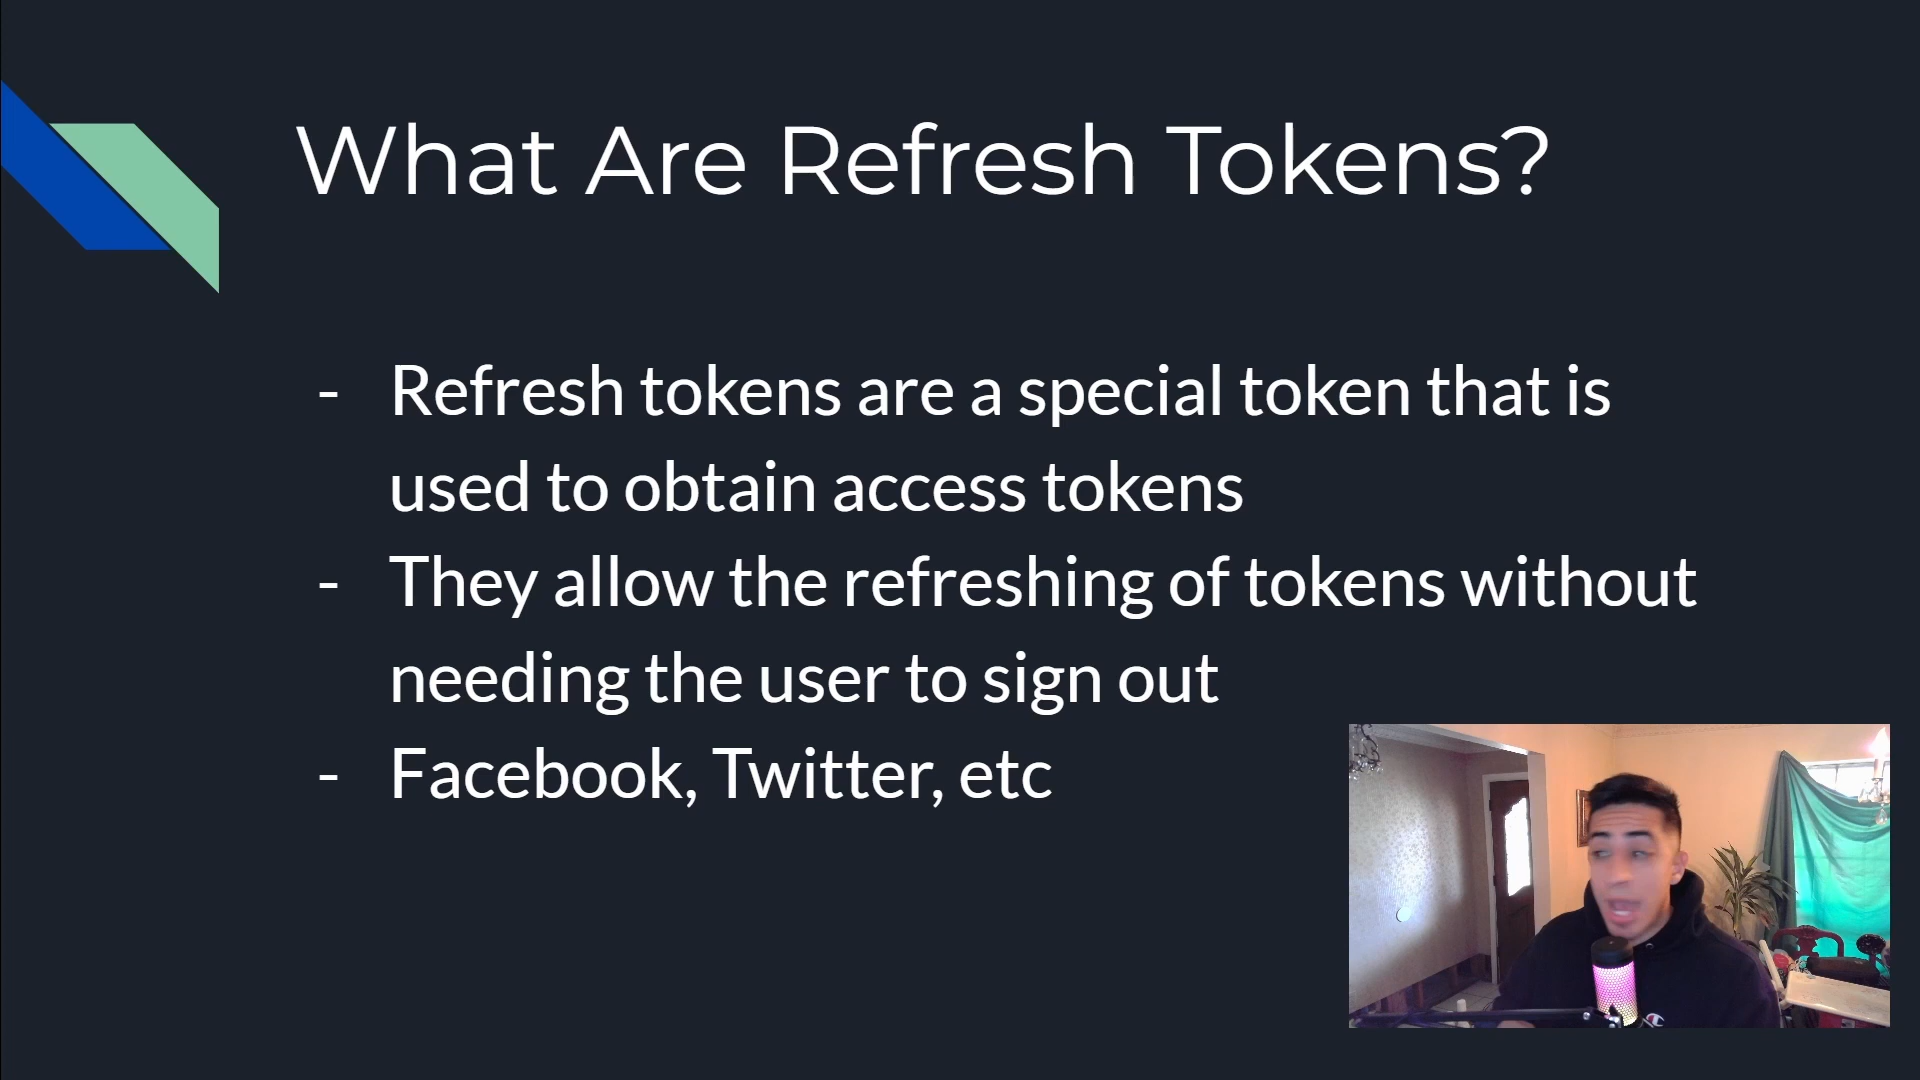 What Are Refresh Tokens?
- Refresh tokens are a special token that is
used to obtain access tokens
- They allow the refreshing of tokens without
needing the user to sign out
- Facebook, Twitter, etc